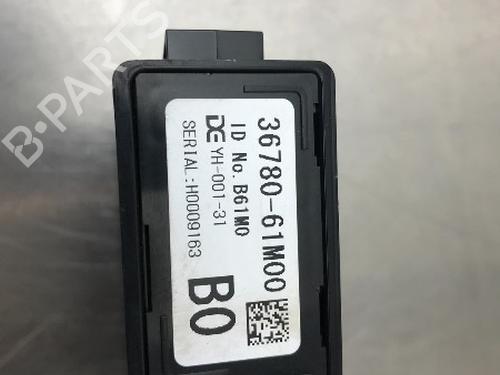 36780-61M00
ID No. B61M0
DE YH-001-31
SERIAL:H0009163
B0
B-PARTS